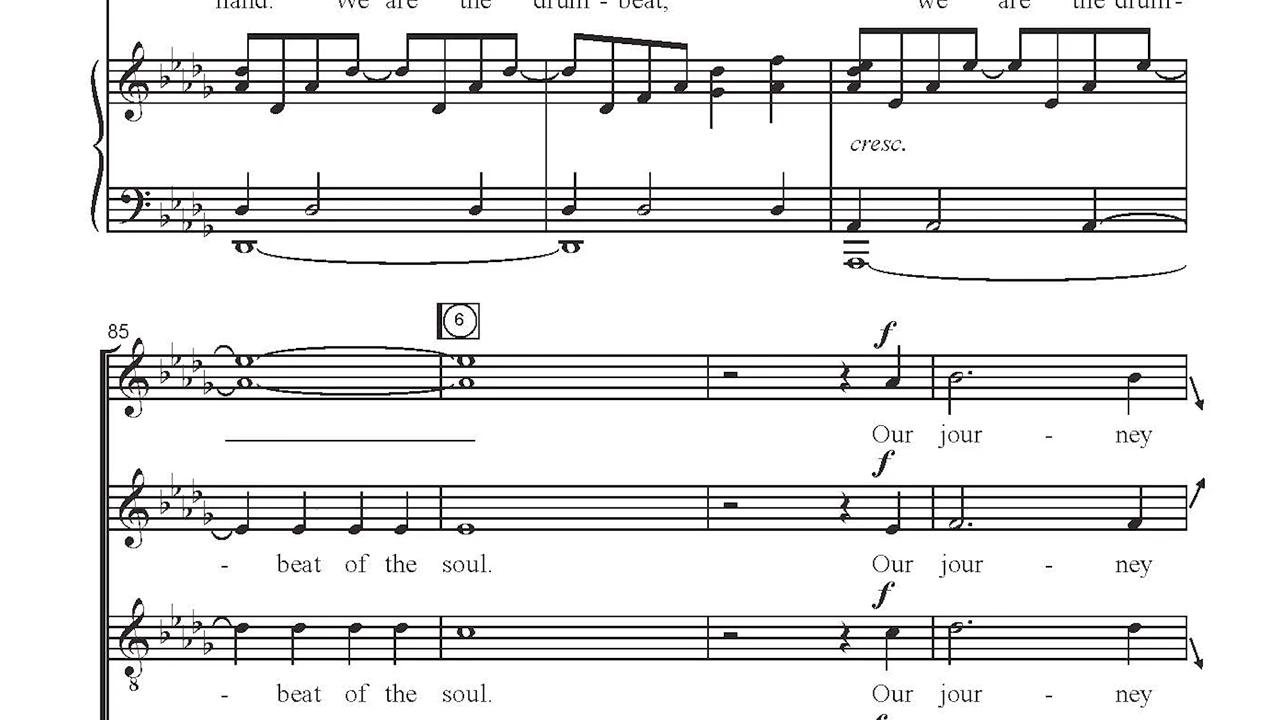 hand. We are the drum - beat, we are the drum-
cresc.
85
6
f
Our jour - ney
f
- beat of the soul. Our jour - ney
f
8
- beat of the soul. Our jour - ney